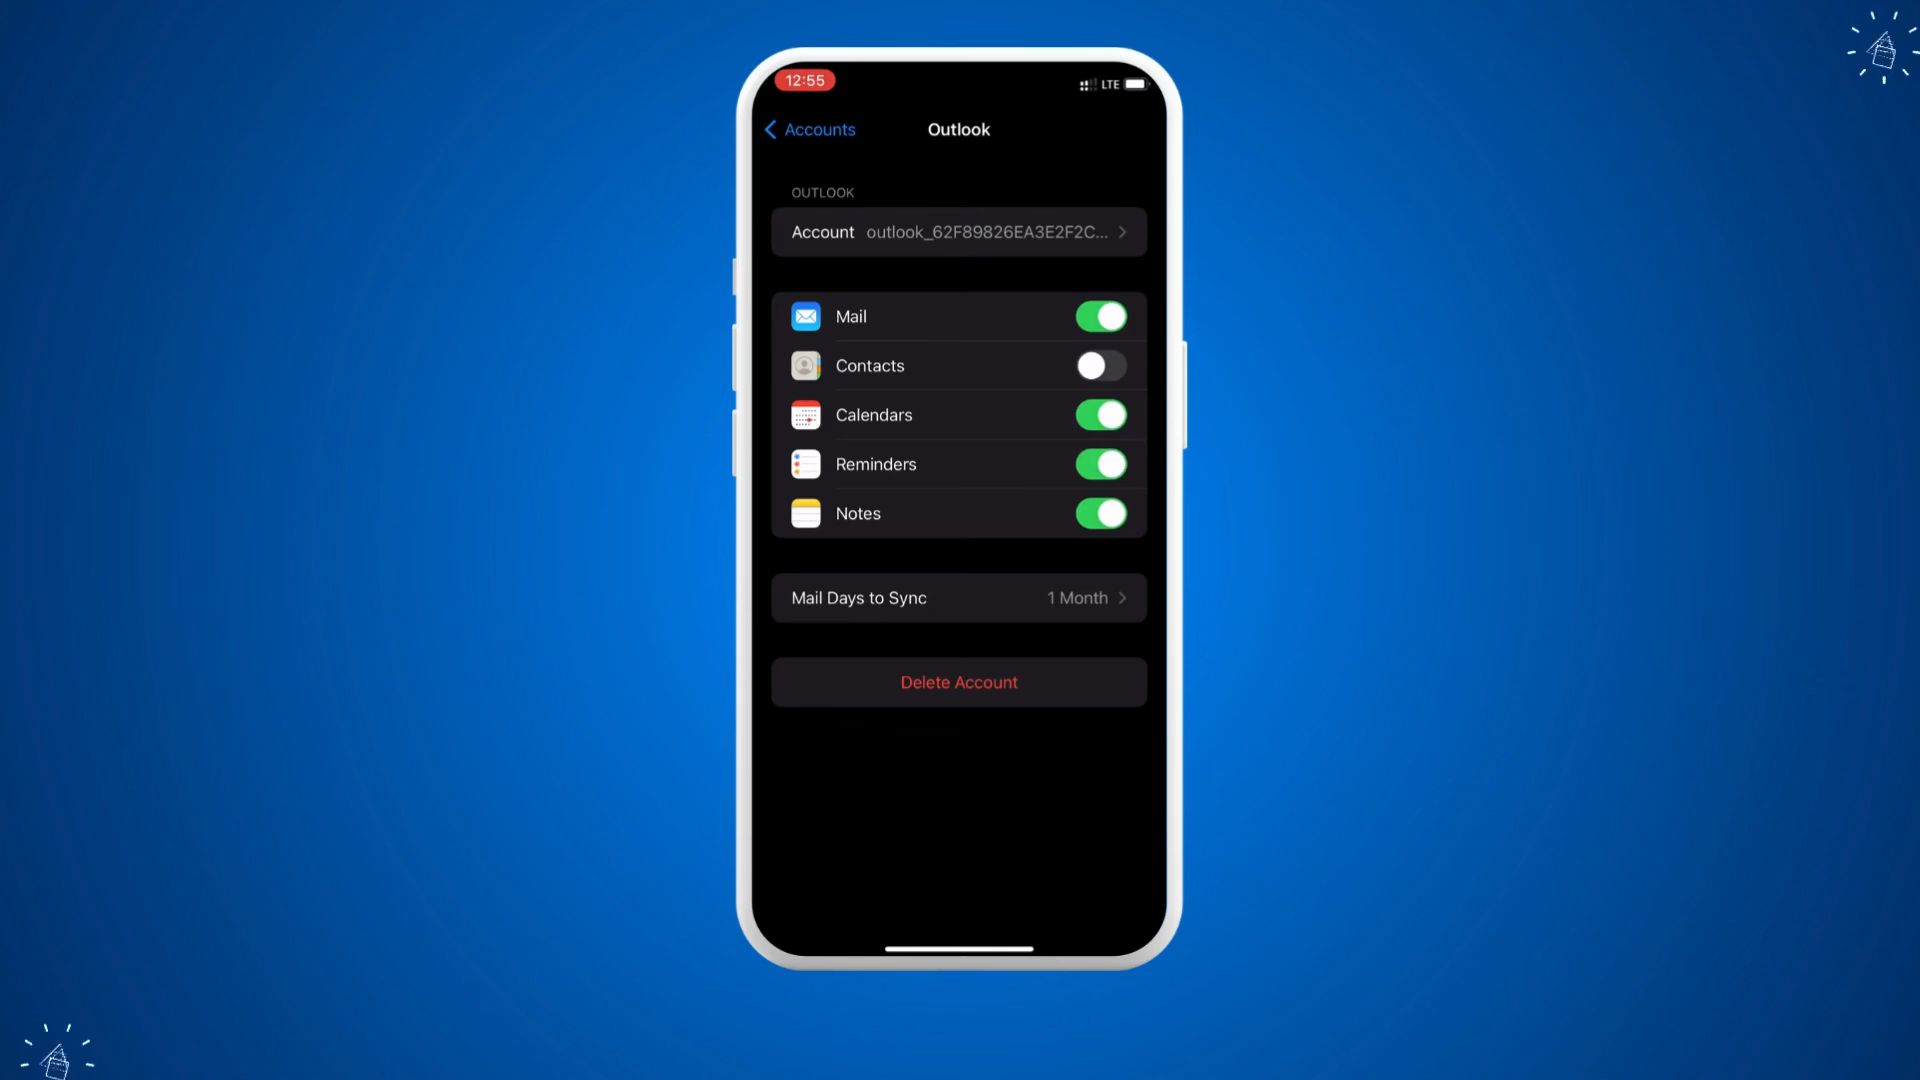 12:55
LTE
Accounts
Outlook
OUTLOOK
Account outlook_62F89826EA3E2F2C...
Mail
Contacts
Calendars
Reminders
Notes
Mail Days to Sync 1 Month
Delete Account